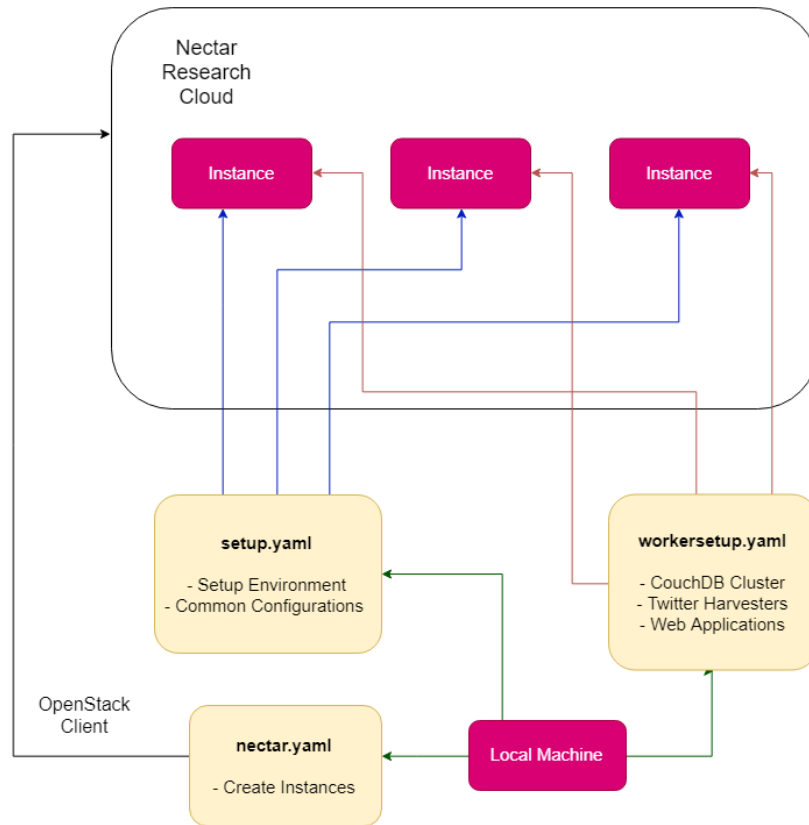 Nectar
Research
Cloud
Instance
Instance
Instance
setup.yaml
- Setup Environment
- Common Configurations
workersetup.yaml
- CouchDB Cluster
- Twitter Harvesters
- Web Applications
OpenStack
Client
nectar.yaml
- Create Instances
Local Machine